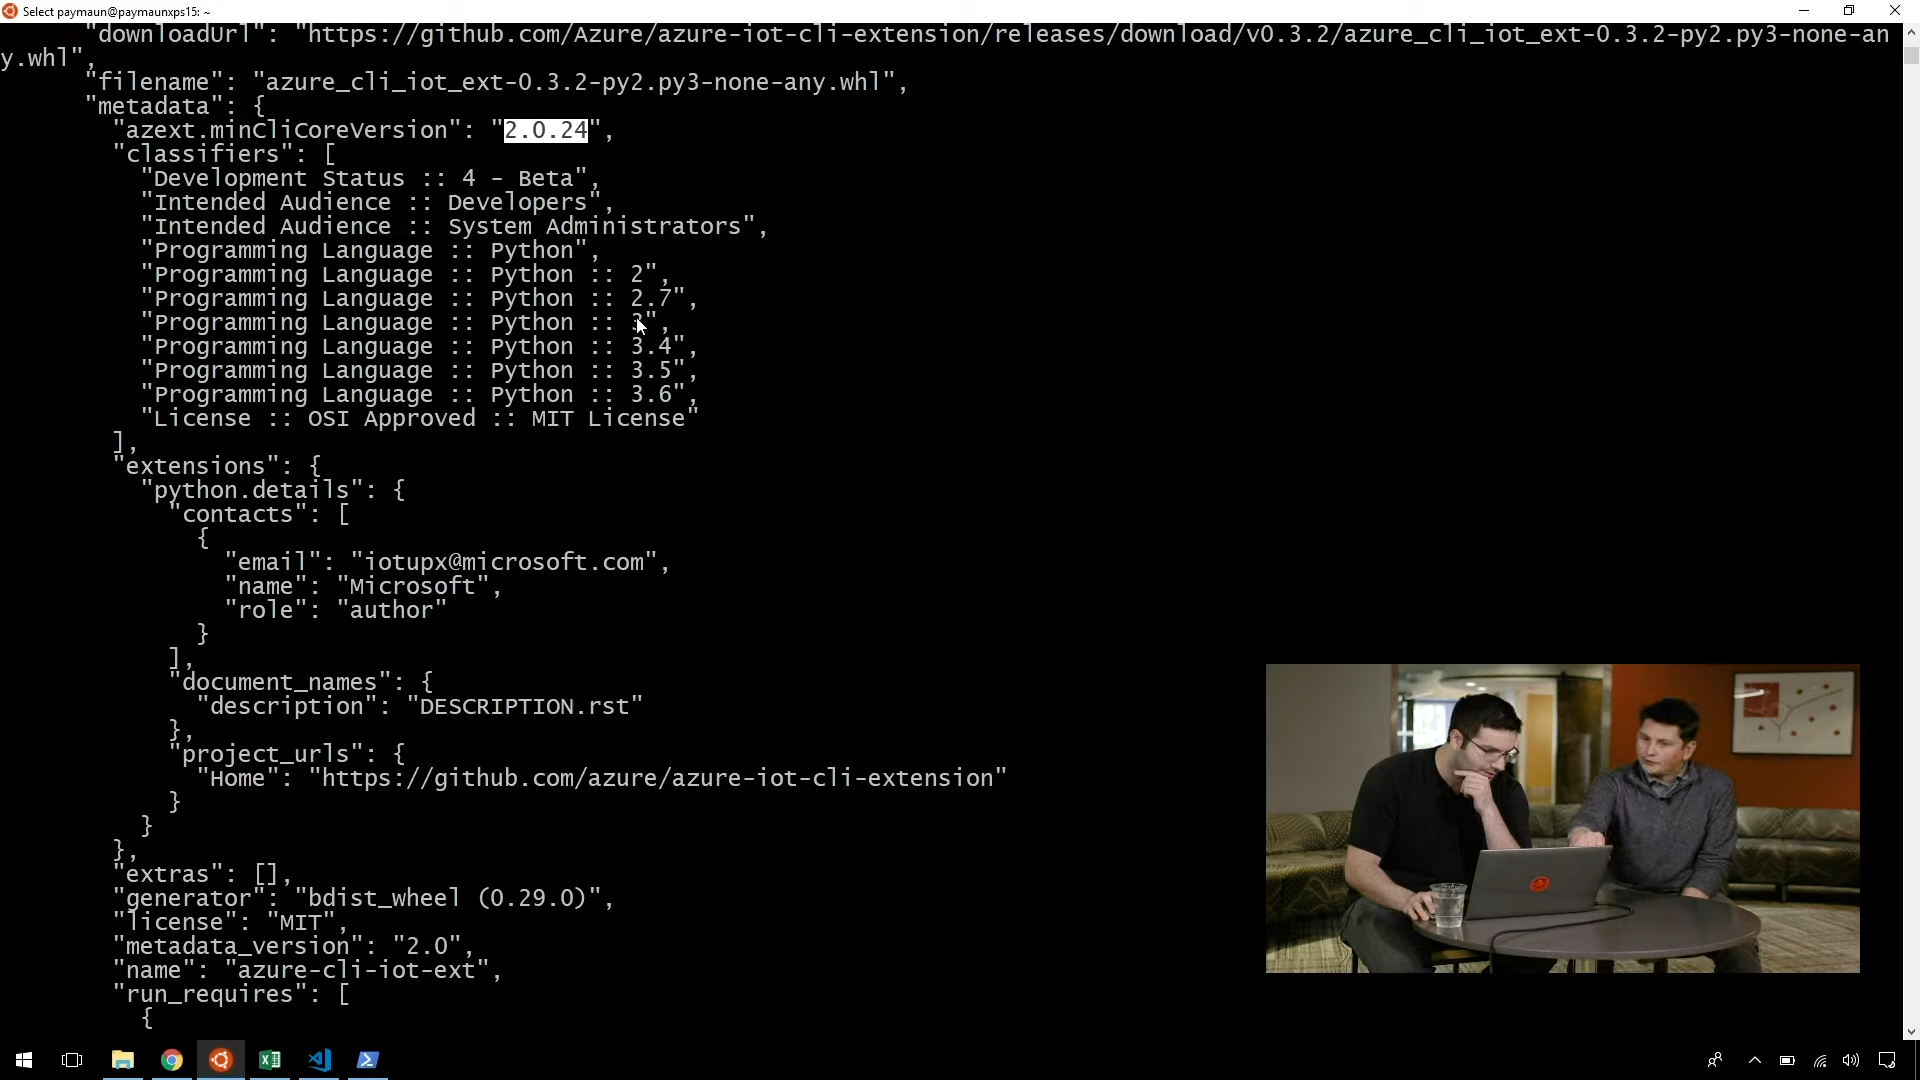 Select paymaun@paymaunxps15: ~
"downloadUrl": "https://github.com/Azure/azure-iot-cli-extension/releases/download/v0.3.2/azure_cli_iot_ext-0.3.2-py2.py3-none-an
y.whl",
"filename": "azure_cli_iot_ext-0.3.2-py2.py3-none-any.whl",
"metadata": {
"azext.minCliCoreVersion": "2.0.24",
"classifiers": [
"Development Status :: 4 - Beta",
"Intended Audience :: Developers",
"Intended Audience :: System Administrators",
"Programming Language :: Python",
"Programming Language :: Python :: 2",
"Programming Language :: Python :: 2.7",
"Programming Language :: Python :: 3",
"Programming Language :: Python :: 3.4",
"Programming Language :: Python :: 3.5",
"Programming Language :: Python :: 3.6",
"License :: OSI Approved :: MIT License"
],
"extensions": {
"python.details": {
"contacts": [
{
"email": "iotupx@microsoft.com",
"name": "Microsoft",
"role": "author"
}
],
"document_names": {
"description": "DESCRIPTION.rst"
},
"project_urls": {
"Home": "https://github.com/azure/azure-iot-cli-extension"
}
}
},
"extras": [],
"generator": "bdist_wheel (0.29.0)",
"license": "MIT",
"metadata_version": "2.0",
"name": "azure-cli-iot-ext",
"run_requires": [
{